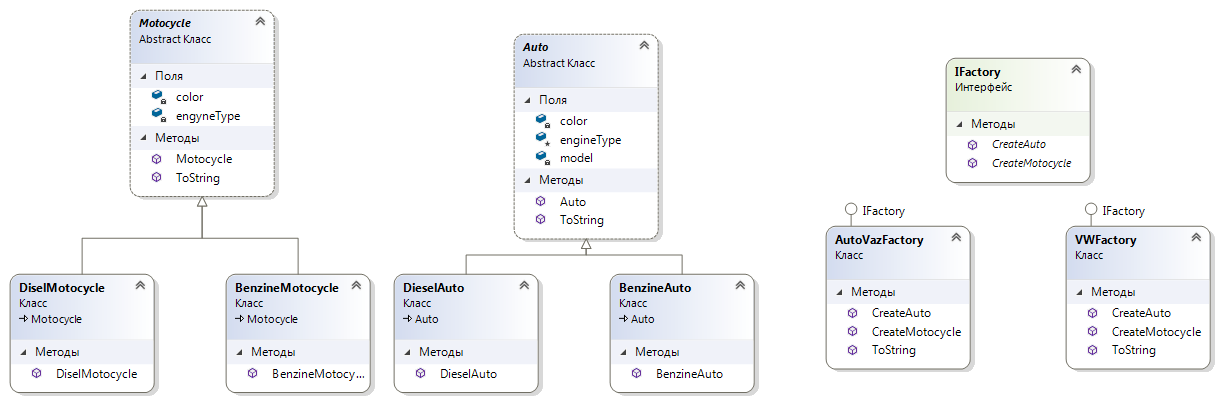 Motocycle
Abstract Класс
Поля
color
engyneType
Методы
Motocycle
ToString
DiselMotocycle
Класс
Motocycle
Методы
DiselMotocycle
BenzineMotocycle
Класс
Motocycle
Методы
BenzineMotocy...
Auto
Abstract Класс
Поля
color
engineType
model
Методы
Auto
ToString
DieselAuto
Класс
Auto
Методы
DieselAuto
BenzineAuto
Класс
Auto
Методы
BenzineAuto
IFactory
Интерфейс
Методы
CreateAuto
CreateMotocycle
IFactory
AutoVazFactory
Класс
Методы
CreateAuto
CreateMotocycle
ToString
IFactory
VWFactory
Класс
Методы
CreateAuto
CreateMotocycle
ToString